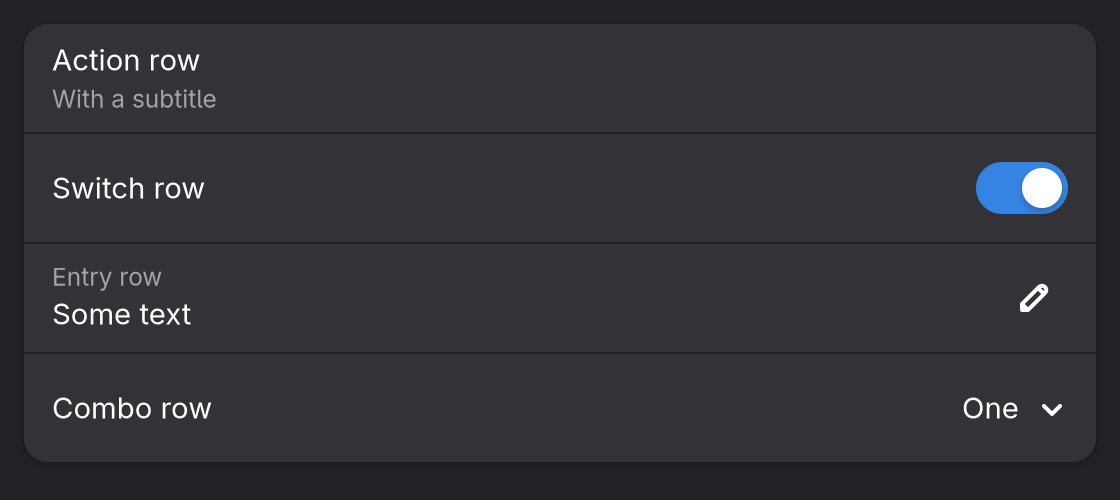 Action row
With a subtitle
Switch row
Entry row
Some text
Combo row
One